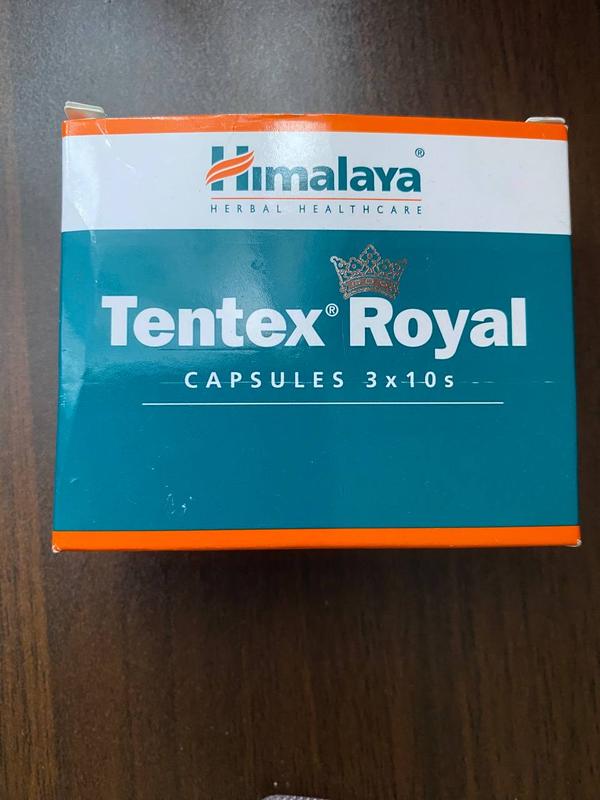 Himalaya®
HERBAL HEALTHCARE
Tentex® Royal
CAPSULES 3x10s